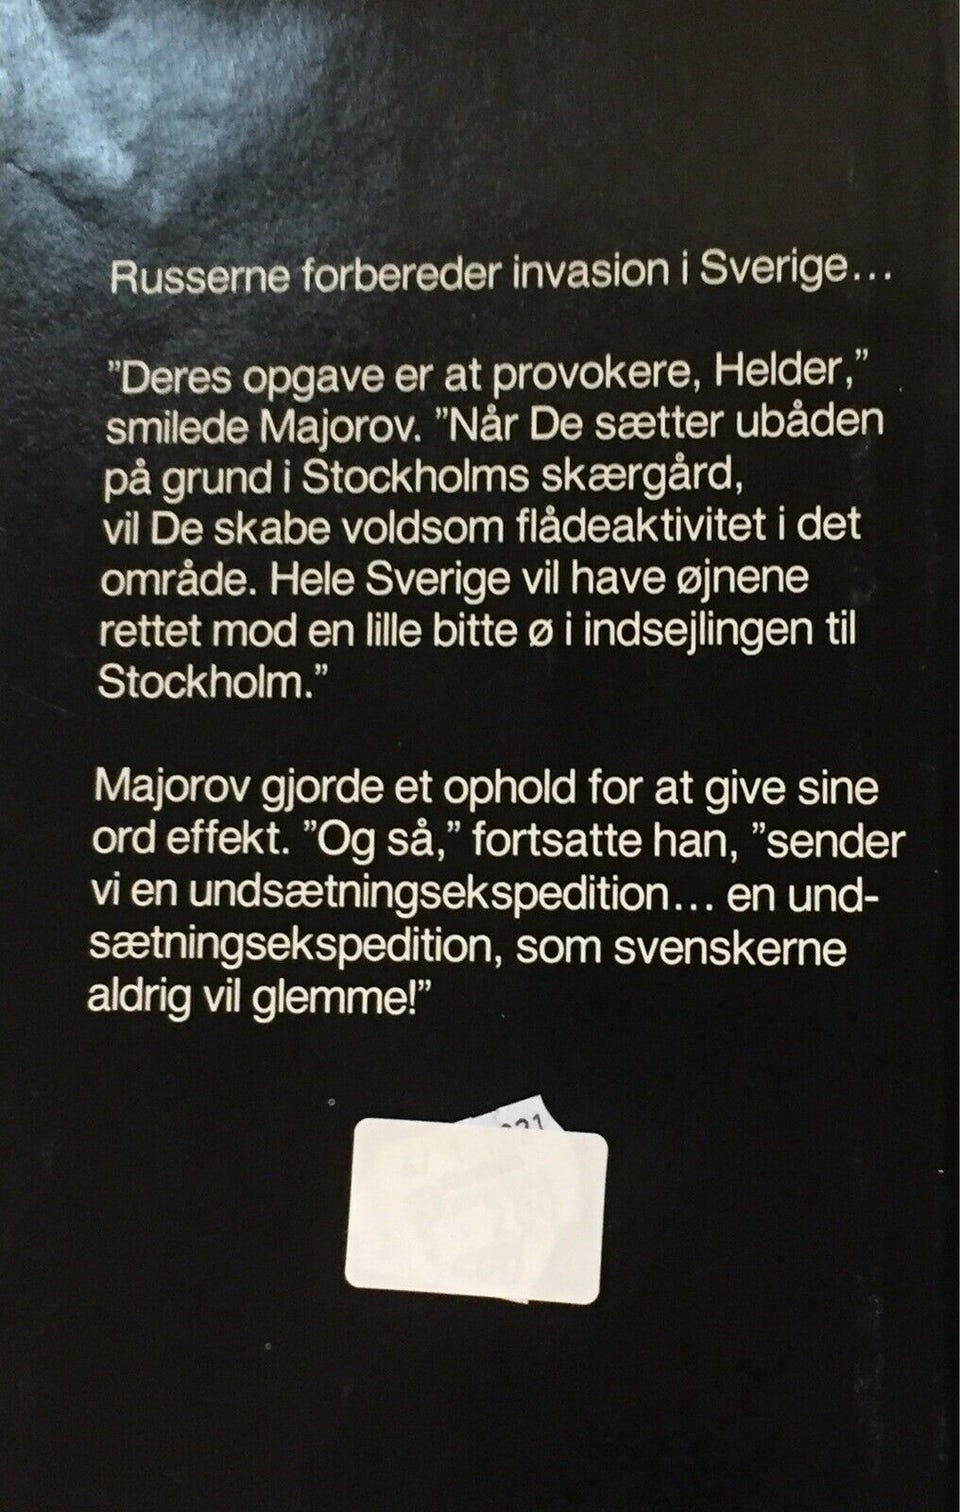 Russerne forbereder invasion i Sverige...
”Deres opgave er at provokere, Helder,”
smilede Majorov. ”Når De sætter ubåden
på grund i Stockholms skærgård,
vil De skabe voldsom flådeaktivitet i det
område. Hele Sverige vil have øjnene
rettet mod en lille bitte ø i indsejlingen til
Stockholm.”
Majorov gjorde et ophold for at give sine
ord effekt. ”Og så,” fortsatte han, ”sender
vi en undsætningsekspedition... en und-
sætningsekspedition, som svenskerne
aldrig vil glemme!”